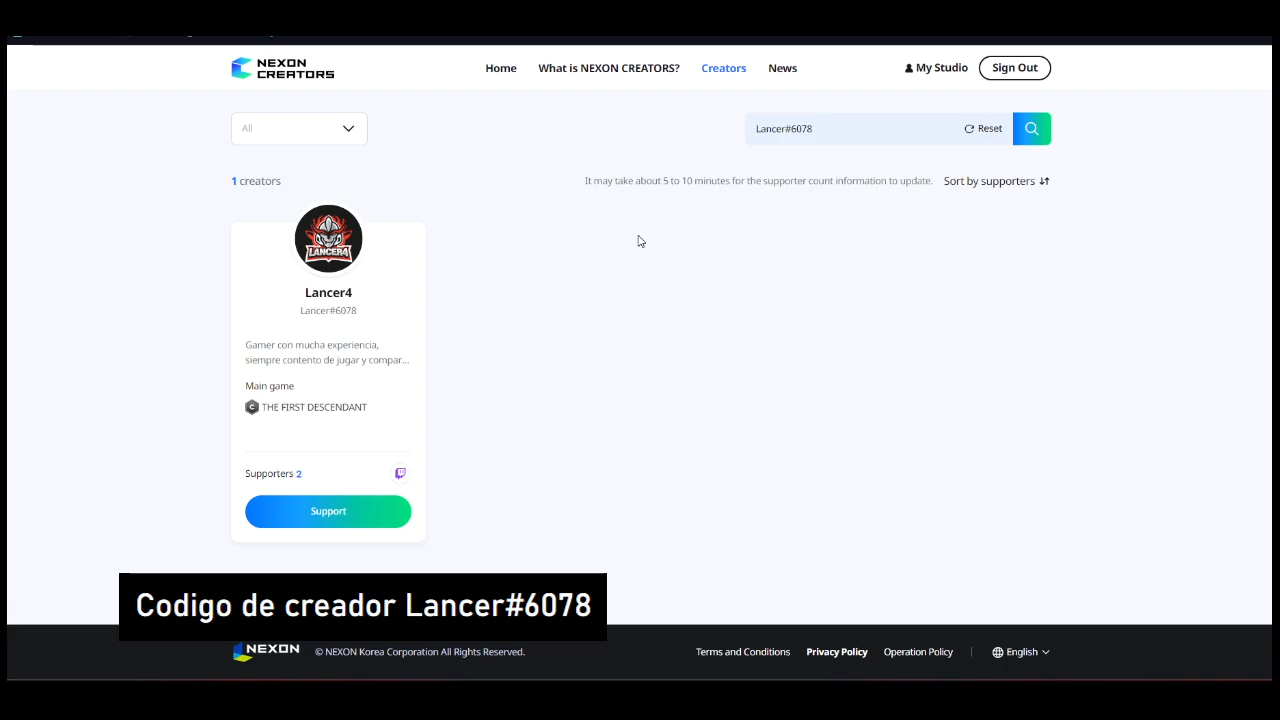 NEXON
CREATORS
Home
What is NEXON CREATORS?
Creators
News
My Studio
Sign Out
All
Lancer#6078
Reset
1 creators
It may take about 5 to 10 minutes for the supporter count information to update.
Sort by supporters
LANCER4
Lancer4
Lancer#6078
Gamer con mucha experiencia,
siempre contento de jugar y compar...
Main game
THE FIRST DESCENDANT
Supporters 2
Support
Codigo de creador Lancer#6078
NEXON
© NEXON Korea Corporation All Rights Reserved.
Terms and Conditions
Privacy Policy
Operation Policy
English